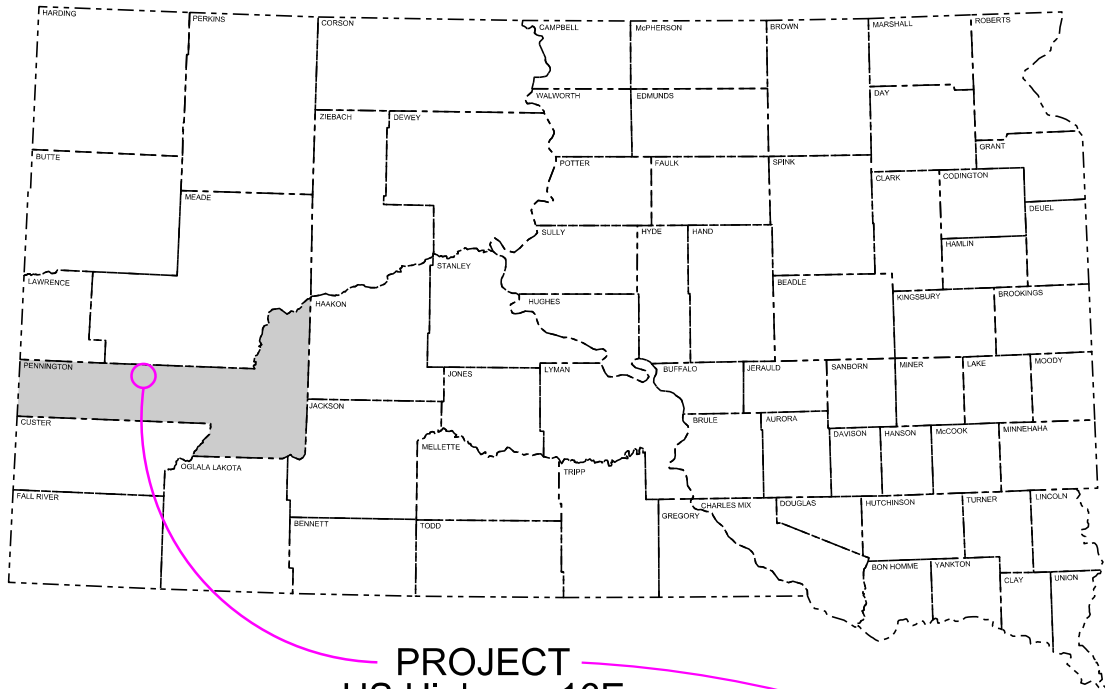 HARDING
PERKINS
CORSON
CAMPBELL
McPHERSON
BROWN
MARSHALL
ROBERTS
WALWORTH
EDMUNDS
DAY
ZIEBACH
DEWEY
GRANT
BUTTE
POTTER
FAULK
SPINK
CLARK
CODINGTON
MEADE
DEUEL
SULLY
HYDE
HAND
HAMLIN
STANLEY
LAWRENCE
BEADLE
HAAKON
HUGHES
KINGSBURY
BROOKINGS
PENNINGTON
JONES
LYMAN
BUFFALO
JERAULD
SANBORN
MINER
LAKE
MOODY
JACKSON
CUSTER
BRULE
AURORA
DAVISON
HANSON
McCOOK
MINNEHAHA
MELLETTE
OGLALA LAKOTA
TRIPP
FALL RIVER
GREGORY
CHARLES MIX
DOUGLAS
HUTCHINSON
TURNER
LINCOLN
BENNETT
TODD
BON HOMME
YANKTON
CLAY
UNION
PROJECT
US Highway 16E